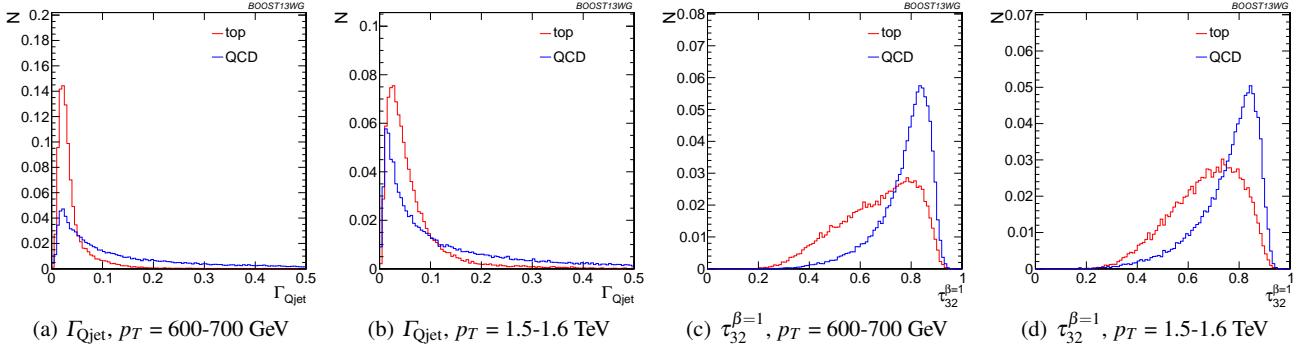 BOOST13WG
N
0.2
0.18
0.16
0.14
0.12
0.1
0.08
0.06
0.04
0.02
0
0 0.1 0.2 0.3 0.4 0.5
Γ_Qjet
top
QCD
(a) Γ_Qjet, p_T = 600-700 GeV
BOOST13WG
N
0.1
0.08
0.06
0.04
0.02
0
0 0.1 0.2 0.3 0.4 0.5
Γ_Qjet
top
QCD
(b) Γ_Qjet, p_T = 1.5-1.6 TeV
BOOST13WG
N
0.08
0.07
0.06
0.05
0.04
0.03
0.02
0.01
0
0 0.2 0.4 0.6 0.8 1
τ_32^β=1
top
QCD
(c) τ_32^β=1, p_T = 600-700 GeV
BOOST13WG
N
0.07
0.06
0.05
0.04
0.03
0.02
0.01
0
0 0.2 0.4 0.6 0.8 1
τ_32^β=1
top
QCD
(d) τ_32^β=1, p_T = 1.5-1.6 TeV